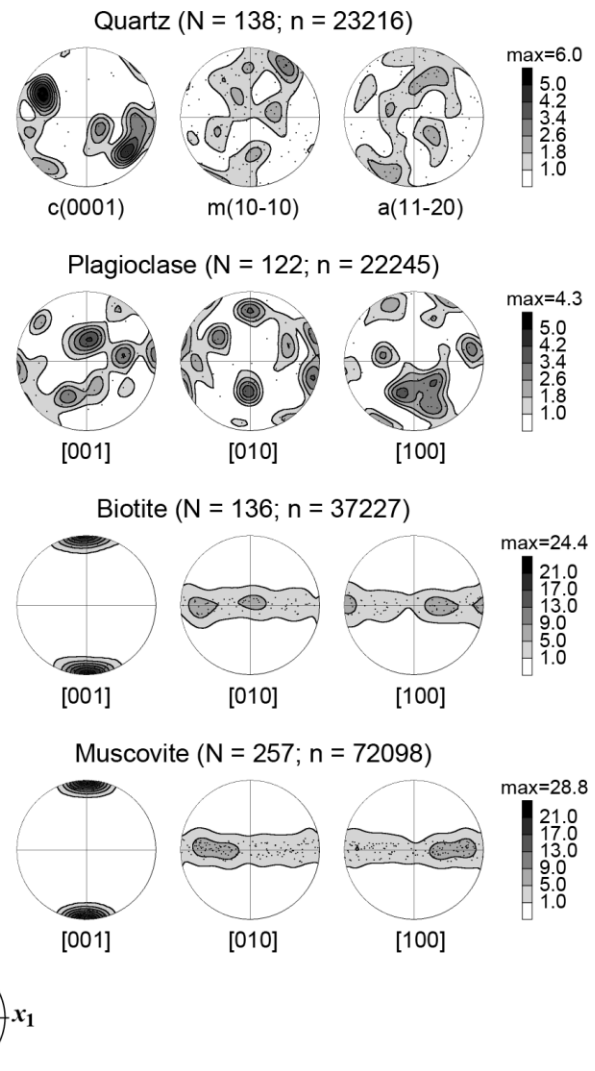 Quartz (N = 138; n = 23216)
max=6.0
5.0
4.2
3.4
2.6
1.8
1.0
c(0001) m(10-10) a(11-20)
Plagioclase (N = 122; n = 22245)
max=4.3
5.0
4.2
3.4
2.6
1.8
1.0
[001] [010] [100]
Biotite (N = 136; n = 37227)
max=24.4
21.0
17.0
13.0
9.0
5.0
1.0
[001] [010] [100]
Muscovite (N = 257; n = 72098)
max=28.8
21.0
17.0
13.0
9.0
5.0
1.0
[001] [010] [100]
x₁